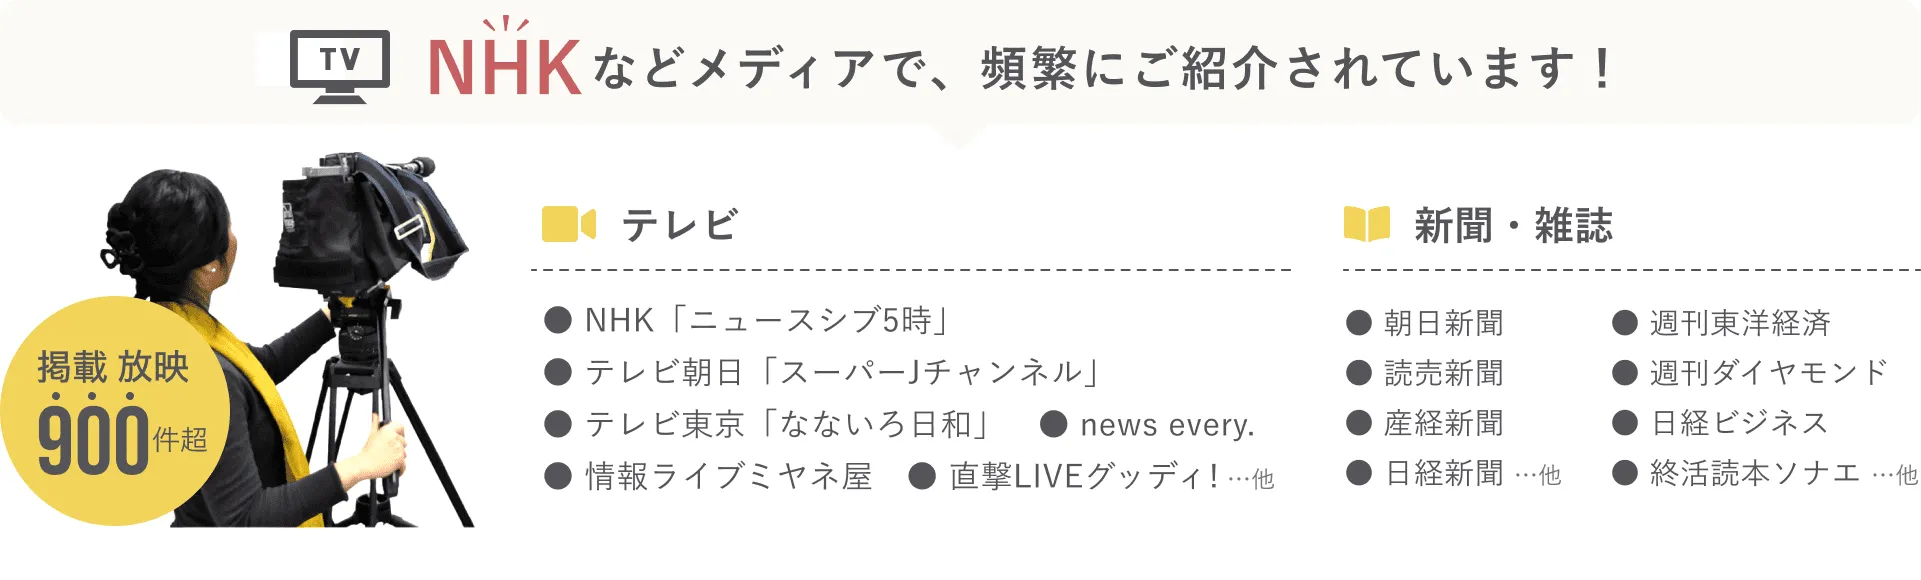 TV NHKなどメディアで、頻繁にご紹介されています！
掲載 放映
900件超
テレビ
● NHK「ニュースシブ5時」
● テレビ朝日「スーパーJチャンネル」
● テレビ東京「なないろ日和」 ● news every.
● 情報ライブミヤネ屋 ● 直撃LIVEグッディ! …他
新聞・雑誌
● 朝日新聞 ● 週刊東洋経済
● 読売新聞 ● 週刊ダイヤモンド
● 産経新聞 ● 日経ビジネス
● 日経新聞 …他 ● 終活読本ソナエ …他